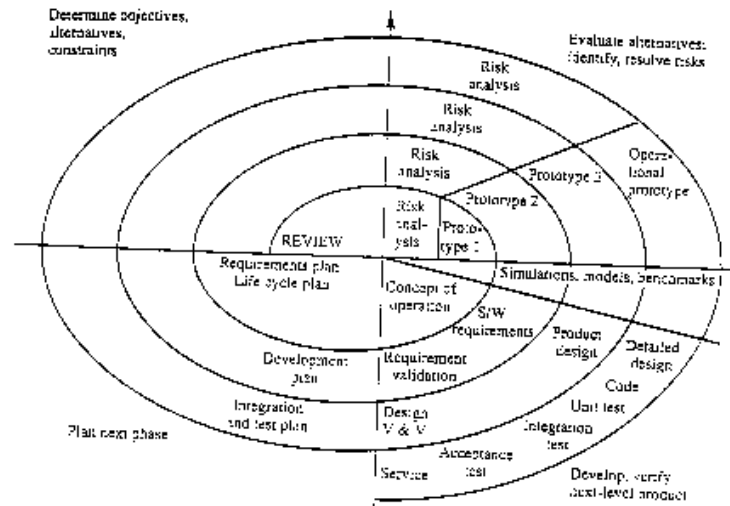 Determine objectives,
alternatives,
constraints
Evaluate alternatives;
identify, resolve risks
Risk
analysis
Risk
analysis
Risk
analysis
Risk
anal-
ysis
Proto-
type 1
Prototype 2
Prototype 3
Opera-
tional
prototype
REVIEW
Requirements plan
Life cycle plan
Simulations, models, benchmarks
Concept of
operation
S/W
requirements
Product
design
Detailed
design
Development
plan
Requirement
validation
Code
Unit test
Integration
and test plan
Design
V & V
Integration
test
Plan next phase
Acceptance
test
Service
Develop, verify
next-level product